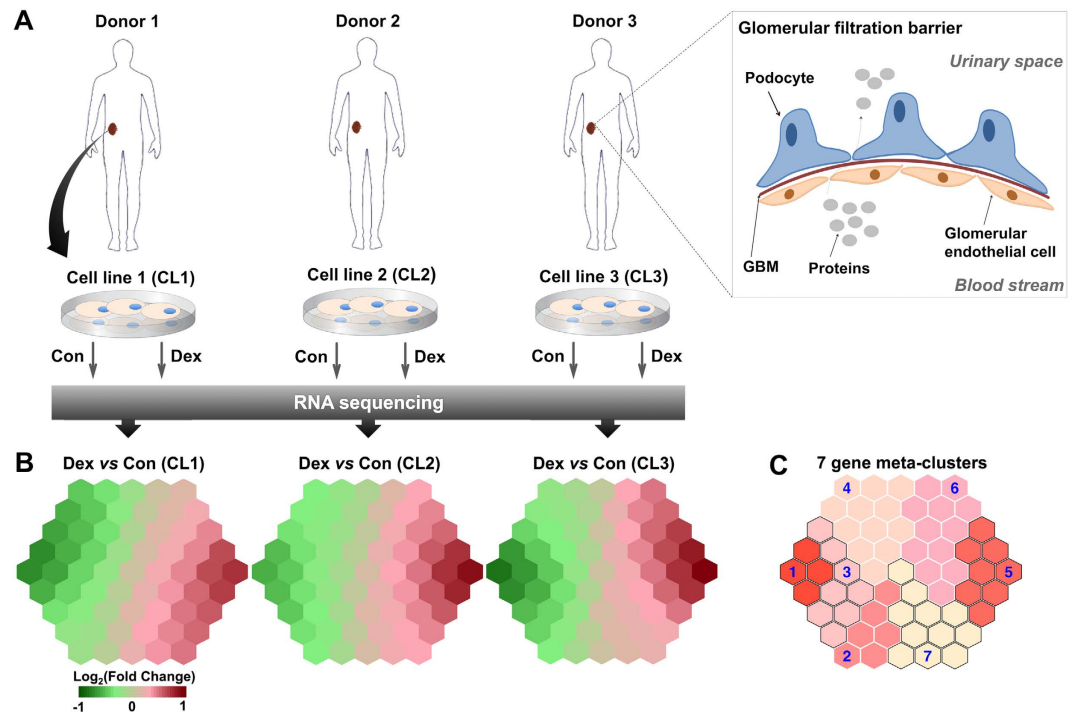 A
Donor 1
Donor 2
Donor 3
Glomerular filtration barrier
Urinary space
Podocyte
Glomerular
endothelial cell
GBM
Proteins
Blood stream
Cell line 1 (CL1)
Cell line 2 (CL2)
Cell line 3 (CL3)
Con
Dex
Con
Dex
Con
Dex
RNA sequencing
B
Dex vs Con (CL1)
Dex vs Con (CL2)
Dex vs Con (CL3)
Log2(Fold Change)
-1
0
1
C
7 gene meta-clusters
4
6
1
3
5
2
7